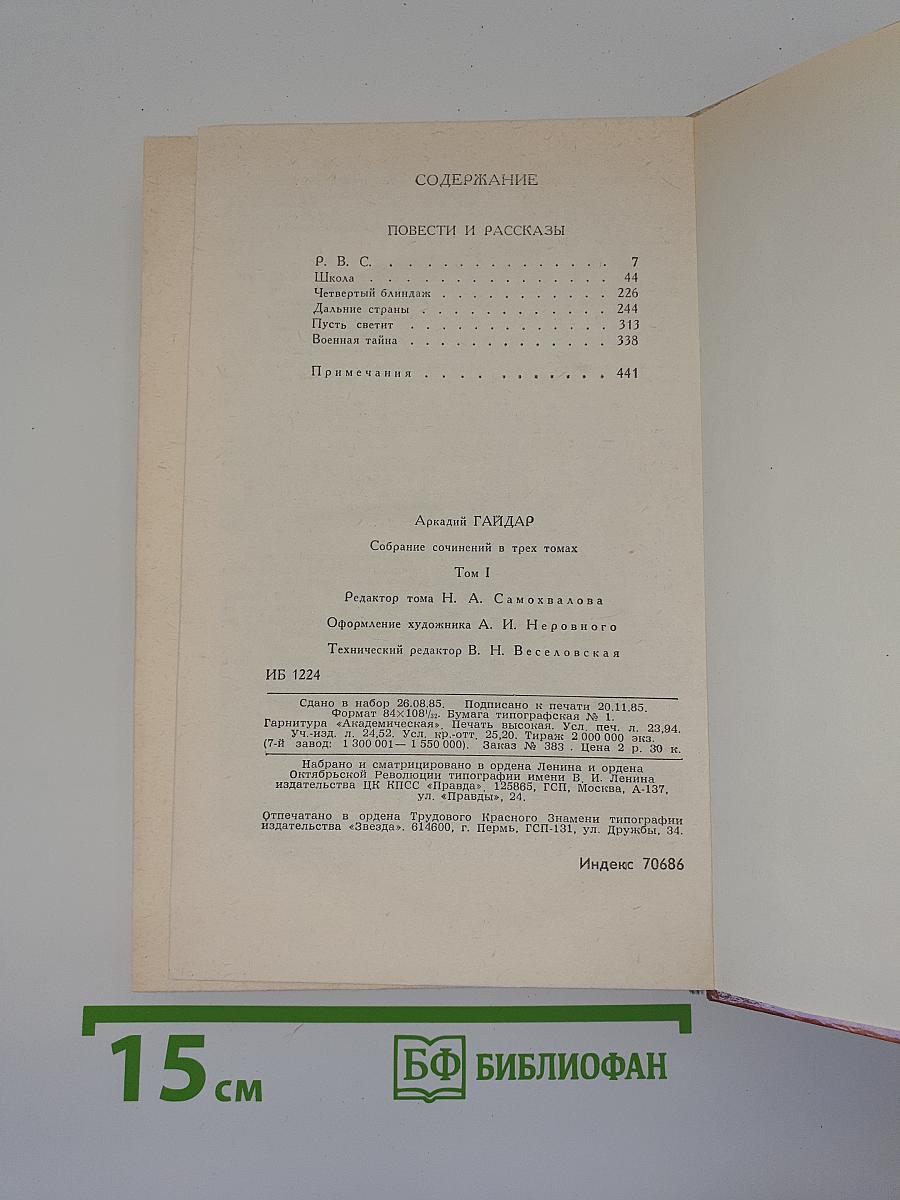 СОДЕРЖАНИЕ
ПОВЕСТИ И РАССКАЗЫ
Р. В. С. . . . . . . . . . . . . . . 7
Школа . . . . . . . . . . . . . . . 44
Четвертый блиндаж . . . . . . . . . . . 226
Дальние страны . . . . . . . . . . . . 244
Пусть светит . . . . . . . . . . . . . 313
Военная тайна . . . . . . . . . . . . . 338
Примечания . . . . . . . . . . . 441
Аркадий ГАЙДАР
Собрание сочинений в трех томах
Том I
Редактор тома Н. А. Самохвалова
Оформление художника А. И. Неровного
Технический редактор В. Н. Веселовская
ИБ 1224
Сдано в набор 26.08.85. Подписано к печати 20.11.85.
Формат 84×108¹/₃₂. Бумага типографская № 1.
Гарнитура «Академическая». Печать высокая. Усл. печ. л. 23,94.
Уч.-изд. л. 24,52. Усл. кр.-отт. 25,20. Тираж 2 000 000 экз.
(7-й завод: 1 300 001— 1 550 000). Заказ № 383 . Цена 2 р. 30 к.
Набрано и сматрицировано в ордена Ленина и ордена
Октябрьской Революции типографии имени В. И. Ленина
издательства ЦК КПСС «Правда». 125865, ГСП, Москва, А-137,
ул. «Правды», 24.
Отпечатано в ордена Трудового Красного Знамени типографии
издательства «Звезда». 614600, г. Пермь, ГСП-131, ул. Дружбы, 34.
Индекс 70686
15 см
БФ БИБЛИОФАН